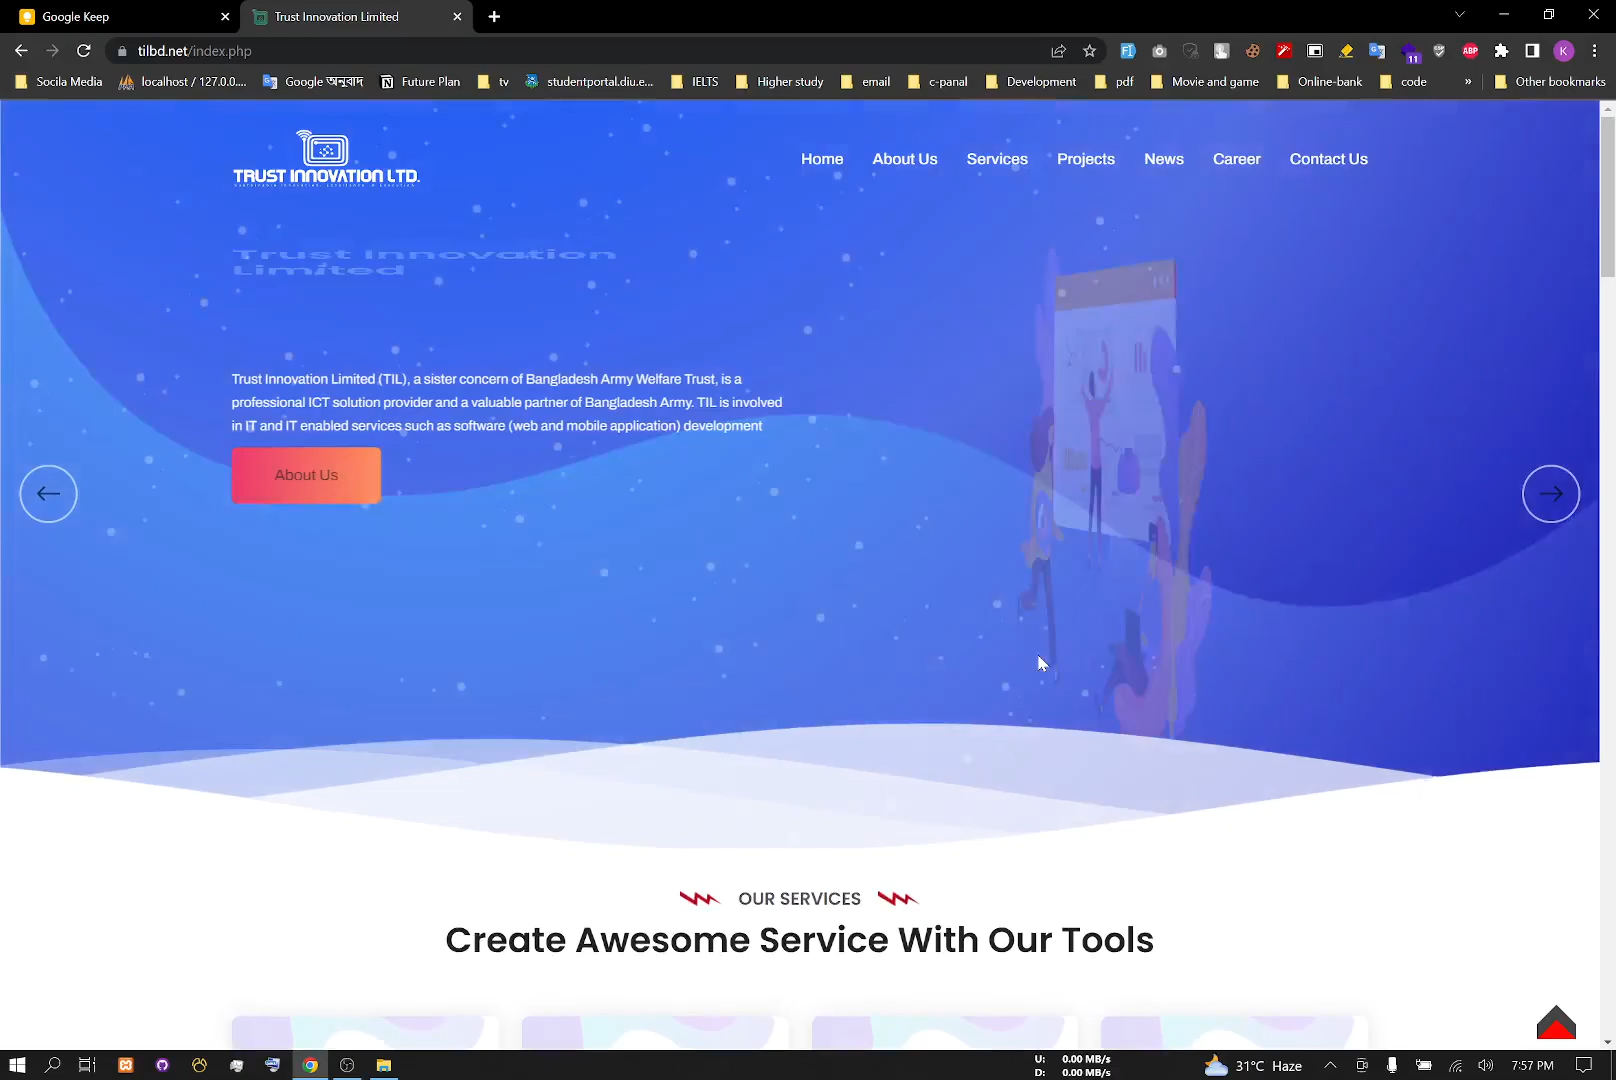 Google Keep
Trust Innovation Limited
tilbd.net/index.php
11
ABP
K
Socila Media
localhost / 127.0.0....
Google অনুবাদ
Future Plan
tv
studentportal.diu.e...
IELTS
Higher study
email
c-panal
Development
pdf
Movie and game
Online-bank
code
»
Other bookmarks
TRUST INNOVATION LTD.
Home
About Us
Services
Projects
News
Career
Contact Us
Trust Innovation
Limited
Trust Innovation Limited (TIL), a sister concern of Bangladesh Army Welfare Trust, is a
professional ICT solution provider and a valuable partner of Bangladesh Army. TIL is involved
in IT and IT enabled services such as software (web and mobile application) development
About Us
OUR SERVICES
Create Awesome Service With Our Tools
U: 0.00 MB/s
D: 0.00 MB/s
31°C Haze
7:57 PM